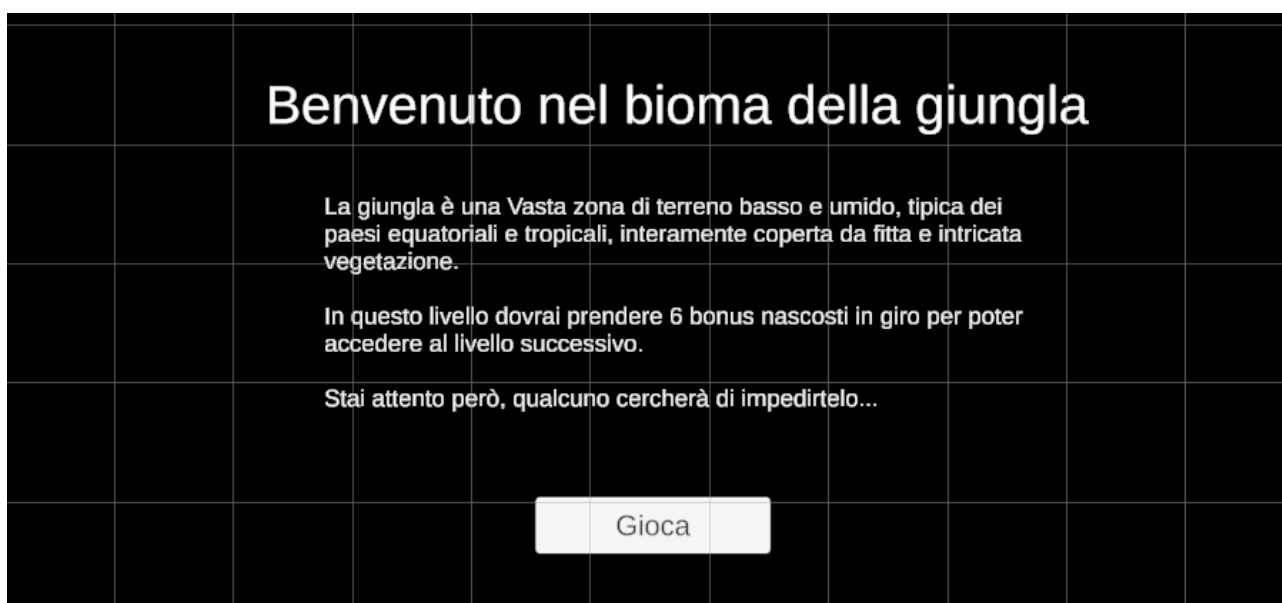 Benvenuto nel bioma della giungla
La giungla è una Vasta zona di terreno basso e umido, tipica dei
paesi equatoriali e tropicali, interamente coperta da fitta e intricata
vegetazione.
In questo livello dovrai prendere 6 bonus nascosti in giro per poter
accedere al livello successivo.
Stai attento però, qualcuno cercherà di impedirtelo...
Gioca